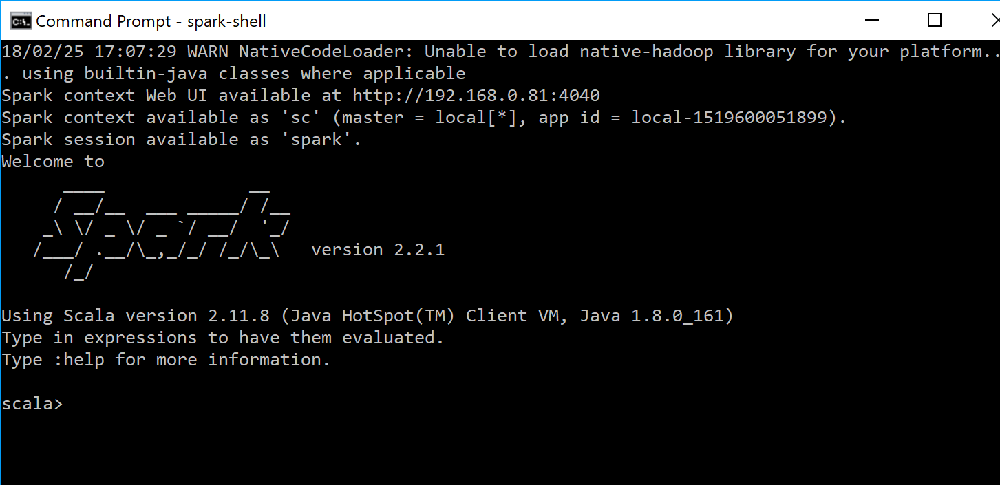 Command Prompt - spark-shell
18/02/25 17:07:29 WARN NativeCodeLoader: Unable to load native-hadoop library for your platform..
. using builtin-java classes where applicable
Spark context Web UI available at http://192.168.0.81:4040
Spark context available as 'sc' (master = local[*], app id = local-1519600051899).
Spark session available as 'spark'.
Welcome to
      ____              __
     / __/__  ___ _____/ /__
    _\ \/ _ \/ _ `/ __/  '_/
   /___/ .__/\_,_/_/ /_/\_\   version 2.2.1
      /_/
Using Scala version 2.11.8 (Java HotSpot(TM) Client VM, Java 1.8.0_161)
Type in expressions to have them evaluated.
Type :help for more information.
scala>